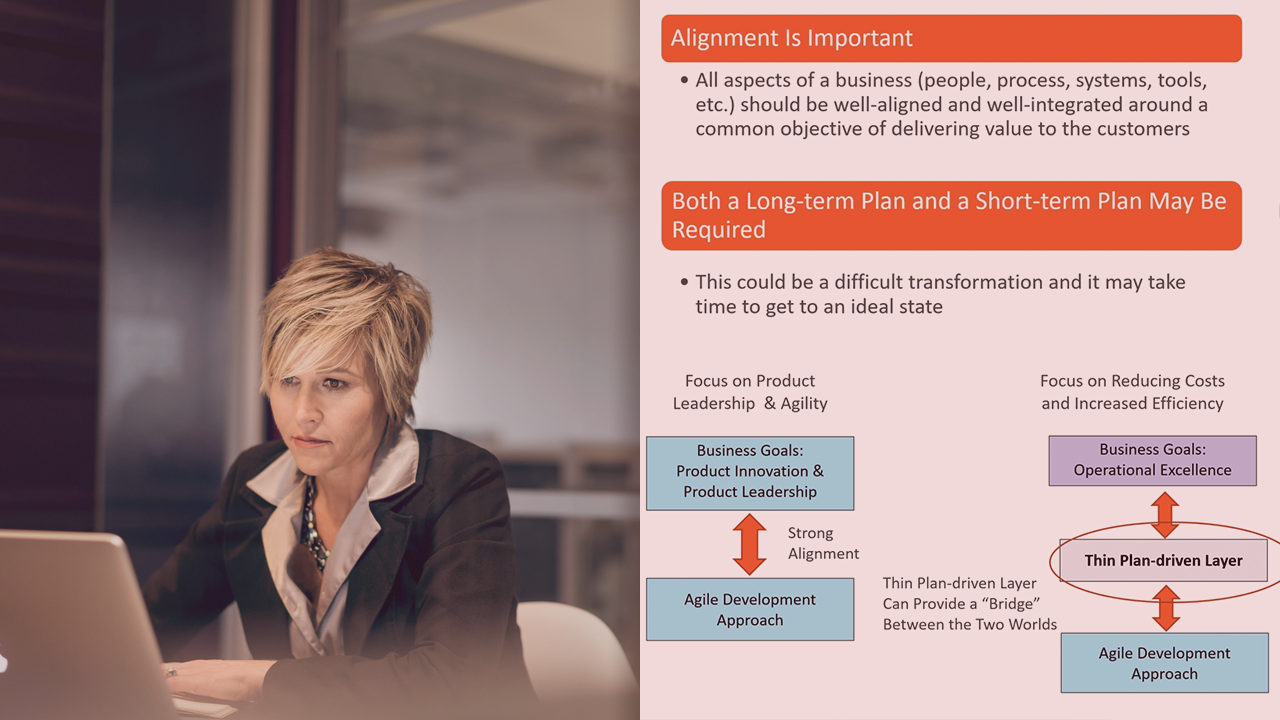 Alignment Is Important
• All aspects of a business (people, process, systems, tools,
etc.) should be well-aligned and well-integrated around a
common objective of delivering value to the customers
Both a Long-term Plan and a Short-term Plan May Be
Required
• This could be a difficult transformation and it may take
time to get to an ideal state
Focus on Product
Leadership & Agility
Business Goals:
Product Innovation &
Product Leadership
Strong
Alignment
Agile Development
Approach
Thin Plan-driven Layer
Can Provide a “Bridge”
Between the Two Worlds
Focus on Reducing Costs
and Increased Efficiency
Business Goals:
Operational Excellence
Thin Plan-driven Layer
Agile Development
Approach